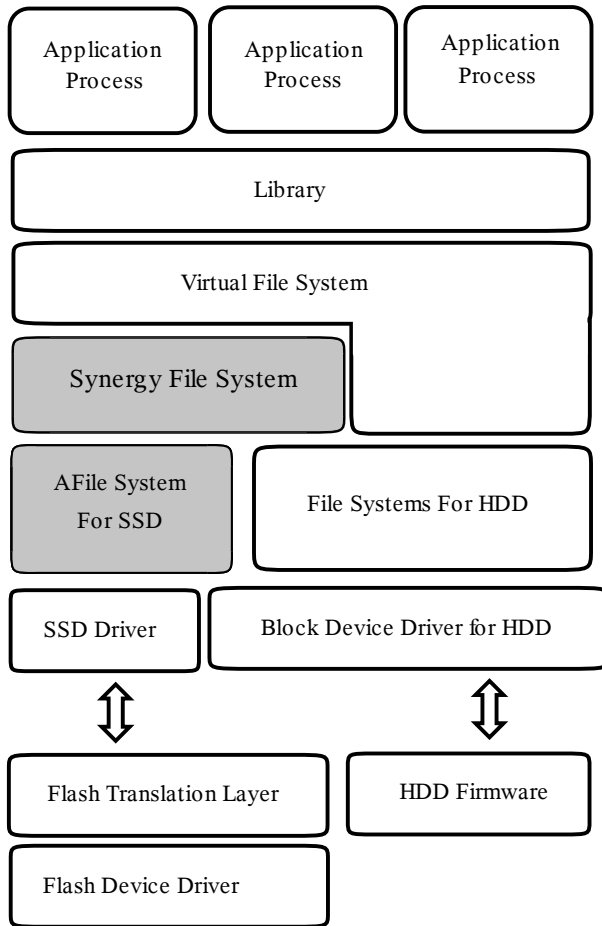 Application
Process
Application
Process
Application
Process
Library
Virtual File System
Synergy File System
AFile System
For SSD
File Systems For HDD
SSD Driver
Block Device Driver for HDD
Flash Translation Layer
HDD Firmware
Flash Device Driver